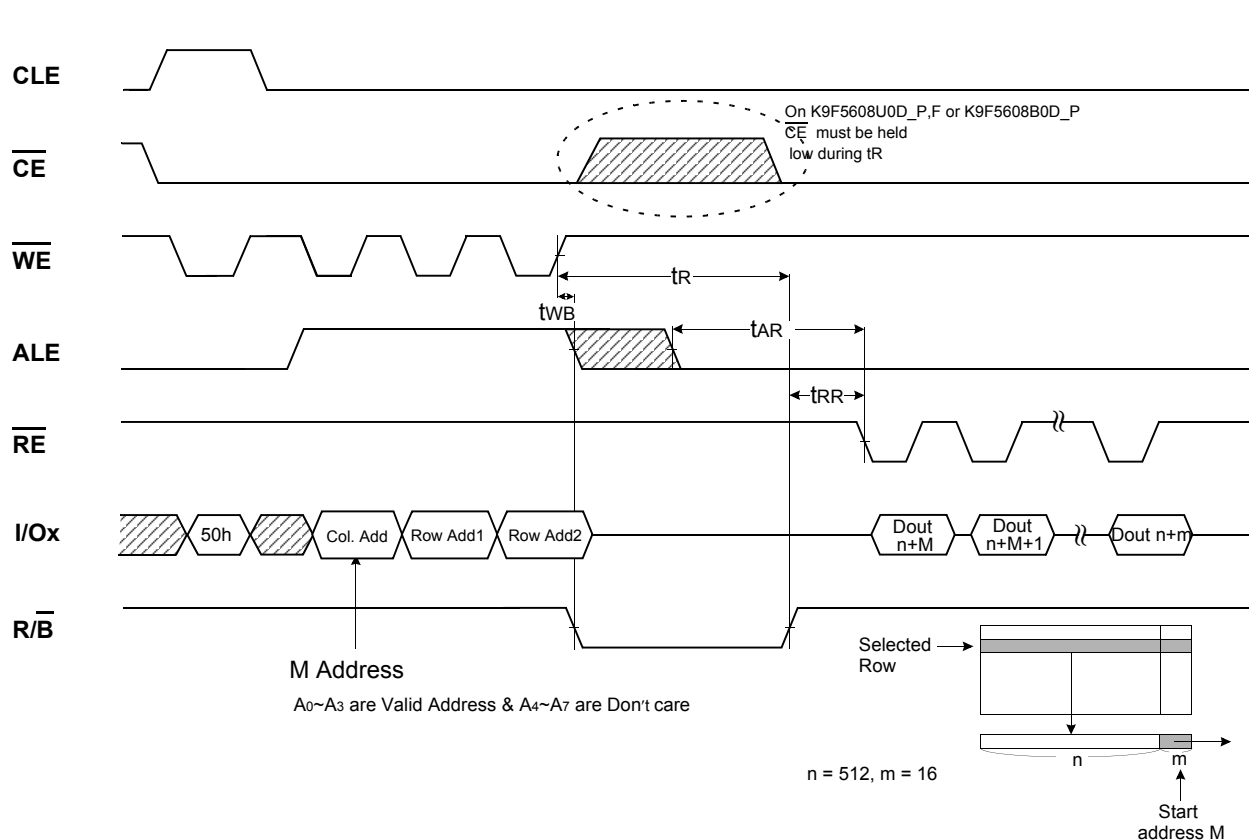 CLE
On K9F5608U0D_P,F or K9F5608B0D_P
CE must be held
low during tR
CE
WE
tR
tWB
tAR
ALE
tRR
RE
I/Ox
50h
Col. Add
Row Add1
Row Add2
Dout
n+M
Dout
n+M+1
Dout n+m
R/B
M Address
A0~A3 are Valid Address & A4~A7 are Don't care
Selected
Row
n
m
n = 512, m = 16
Start
address M